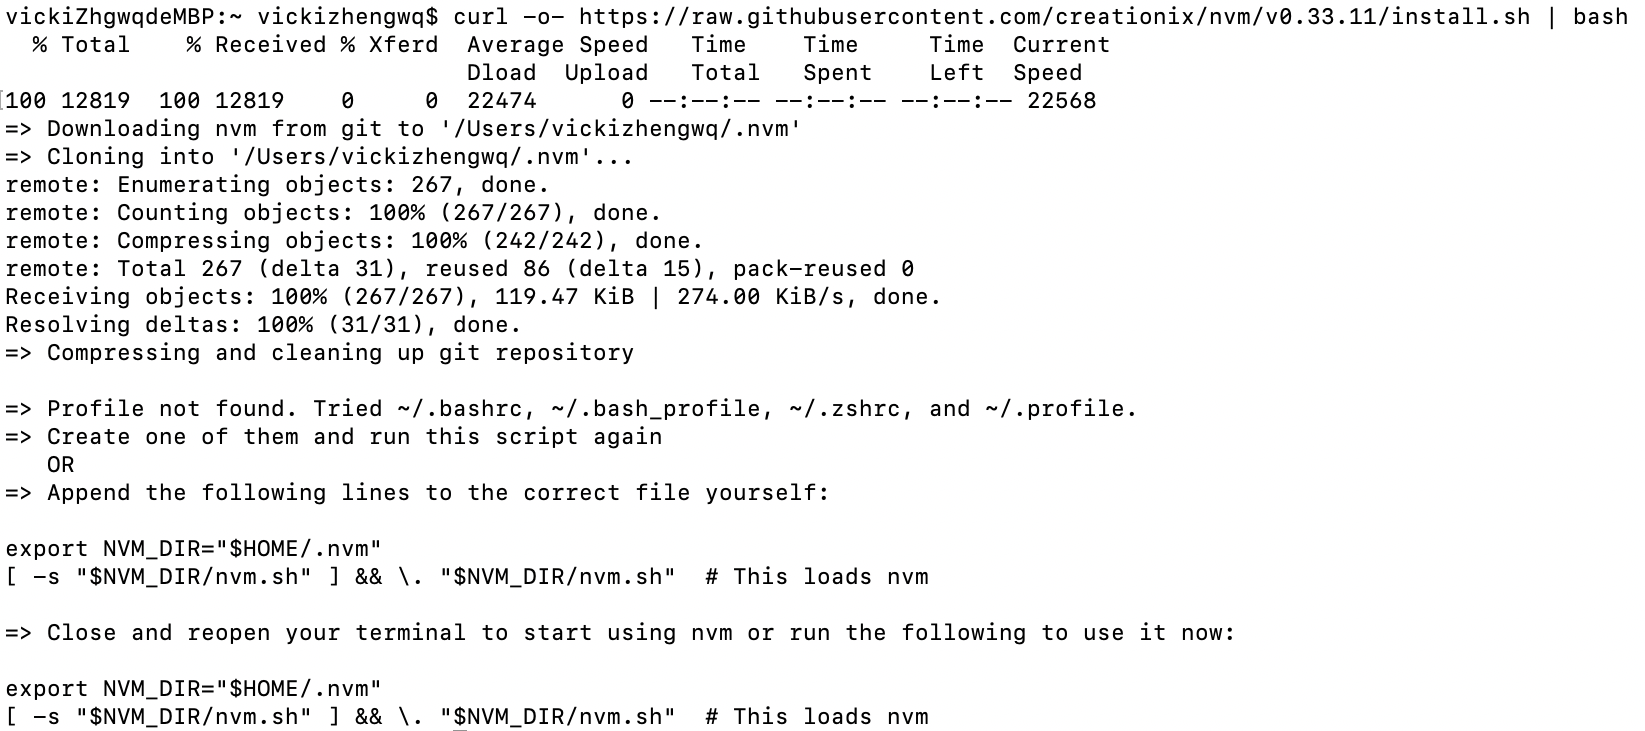 vickiZhgwqdeMBP:~ vickizhengwq$ curl -o- https://raw.githubusercontent.com/creationix/nvm/v0.33.11/install.sh | bash
  % Total    % Received % Xferd  Average Speed   Time    Time     Time  Current
                                 Dload  Upload   Total   Spent    Left  Speed
100 12819  100 12819    0     0  22474      0 --:--:-- --:--:-- --:--:-- 22568
=> Downloading nvm from git to '/Users/vickizhengwq/.nvm'
=> Cloning into '/Users/vickizhengwq/.nvm'...
remote: Enumerating objects: 267, done.
remote: Counting objects: 100% (267/267), done.
remote: Compressing objects: 100% (242/242), done.
remote: Total 267 (delta 31), reused 86 (delta 15), pack-reused 0
Receiving objects: 100% (267/267), 119.47 KiB | 274.00 KiB/s, done.
Resolving deltas: 100% (31/31), done.
=> Compressing and cleaning up git repository

=> Profile not found. Tried ~/.bashrc, ~/.bash_profile, ~/.zshrc, and ~/.profile.
=> Create one of them and run this script again
   OR
=> Append the following lines to the correct file yourself:

export NVM_DIR="$HOME/.nvm"
[ -s "$NVM_DIR/nvm.sh" ] && \. "$NVM_DIR/nvm.sh"  # This loads nvm

=> Close and reopen your terminal to start using nvm or run the following to use it now:

export NVM_DIR="$HOME/.nvm"
[ -s "$NVM_DIR/nvm.sh" ] && \. "$NVM_DIR/nvm.sh"  # This loads nvm